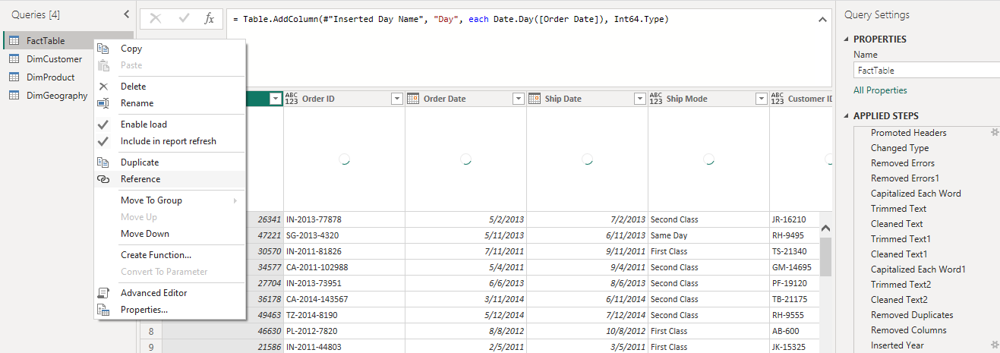 Queries [4]
= Table.AddColumn(#"Inserted Day Name", "Day", each Date.Day([Order Date]), Int64.Type)
FactTable
DimCustomer
DimProduct
DimGeography
Copy
Paste
Delete
Rename
Enable load
Include in report refresh
Duplicate
Reference
Move To Group
Move Up
Move Down
Create Function...
Convert To Parameter
Advanced Editor
Properties...
ABC 123 Order ID Order Date Ship Date ABC 123 Ship Mode ABC 123 Customer ID
26341 IN-2013-77878 5/2/2013 7/2/2013 Second Class JR-16210
47221 SG-2013-4320 5/11/2013 6/11/2013 Same Day RH-9495
30570 IN-2011-81826 7/11/2011 9/11/2011 First Class TS-21340
34577 CA-2011-102988 5/4/2011 9/4/2011 Second Class GM-14695
27704 IN-2013-73951 6/6/2013 8/6/2013 Second Class PF-19120
36178 CA-2014-143567 3/11/2014 6/11/2014 Second Class TB-21175
49463 TZ-2014-8190 5/12/2014 7/12/2014 Second Class RH-9555
8 46630 PL-2012-7820 8/8/2012 10/8/2012 First Class AB-600
9 21586 IN-2011-44803 2/5/2011 3/5/2011 First Class JK-15325
Query Settings
PROPERTIES
Name
FactTable
All Properties
APPLIED STEPS
Promoted Headers
Changed Type
Removed Errors
Removed Errors1
Capitalized Each Word
Trimmed Text
Cleaned Text
Trimmed Text1
Cleaned Text1
Capitalized Each Word1
Trimmed Text2
Cleaned Text2
Removed Duplicates
Removed Columns
Inserted Year